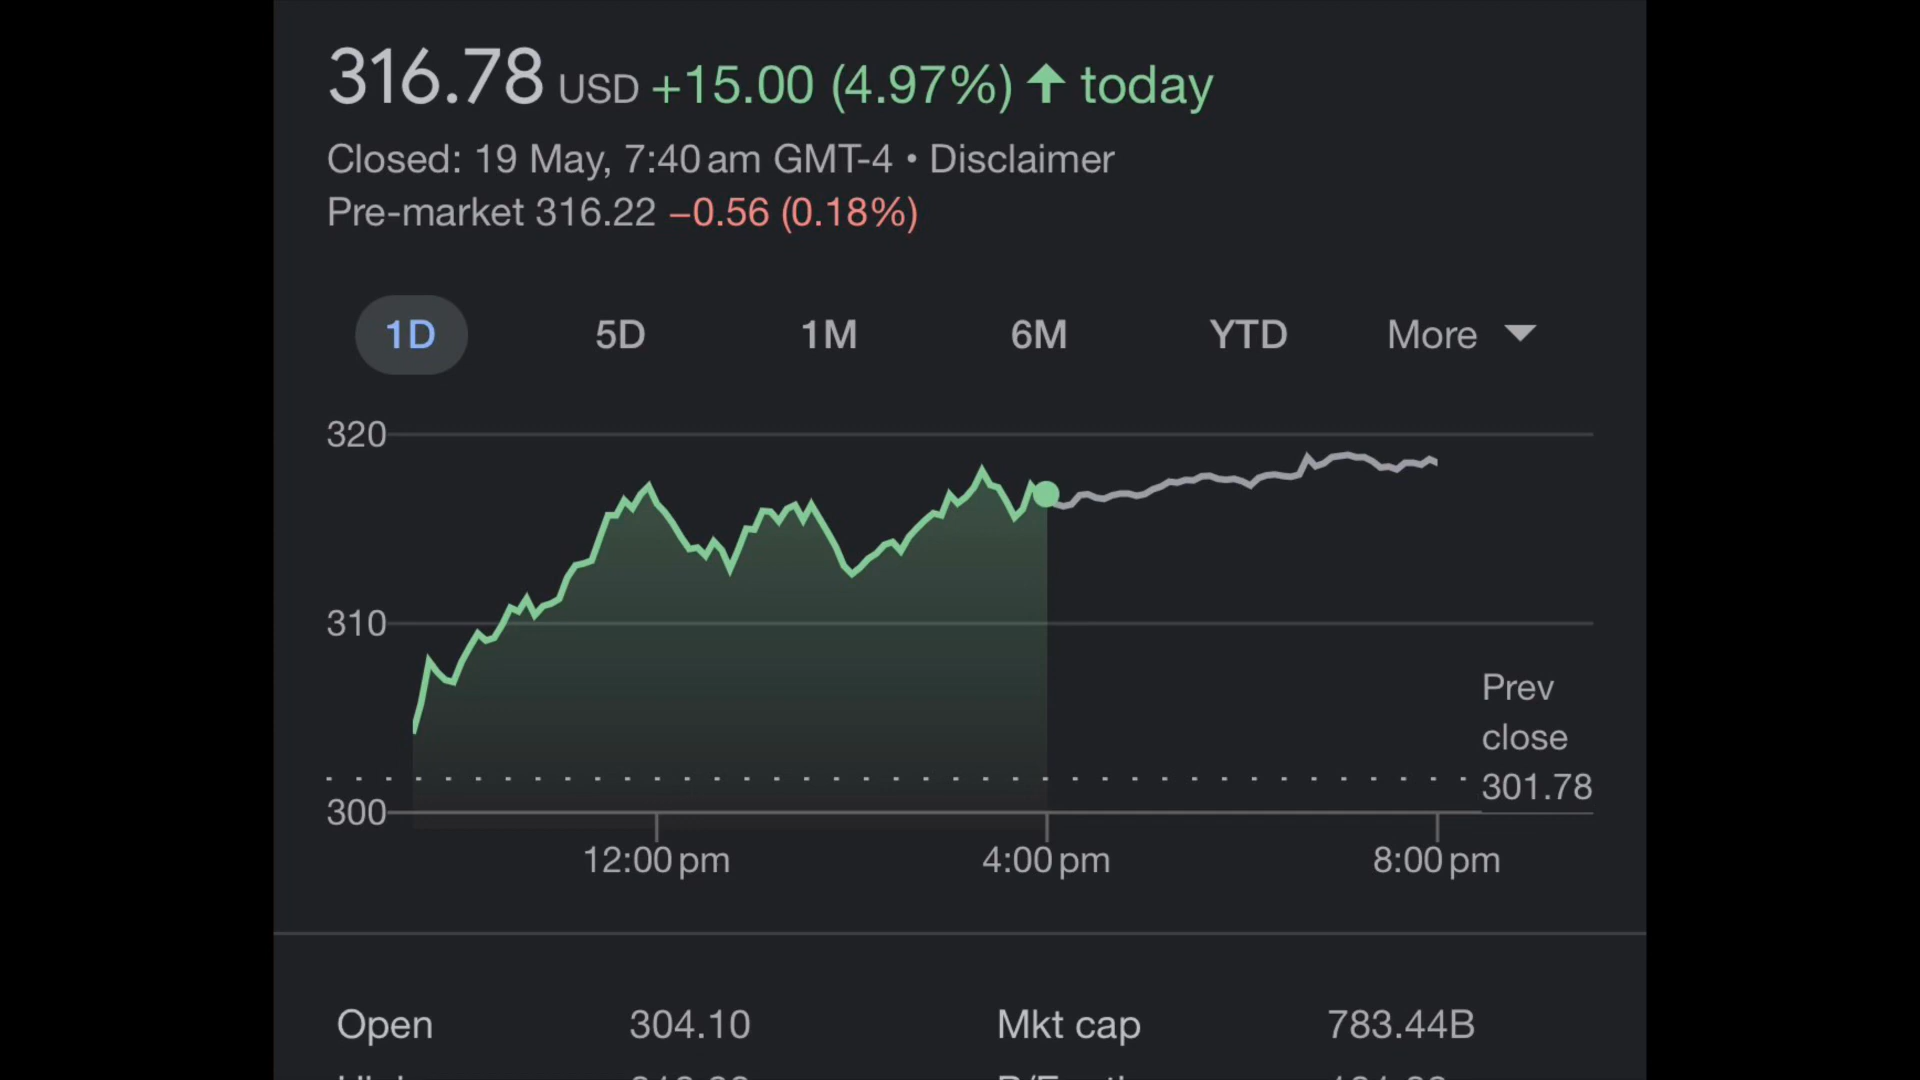 316.78 USD +15.00 (4.97%) ↑ today
Closed: 19 May, 7:40 am GMT-4 • Disclaimer
Pre-market 316.22 −0.56 (0.18%)
1D 5D 1M 6M YTD More
320
310
Prev
close
301.78
300
12:00 pm 4:00 pm 8:00 pm
Open 304.10 Mkt cap 783.44B